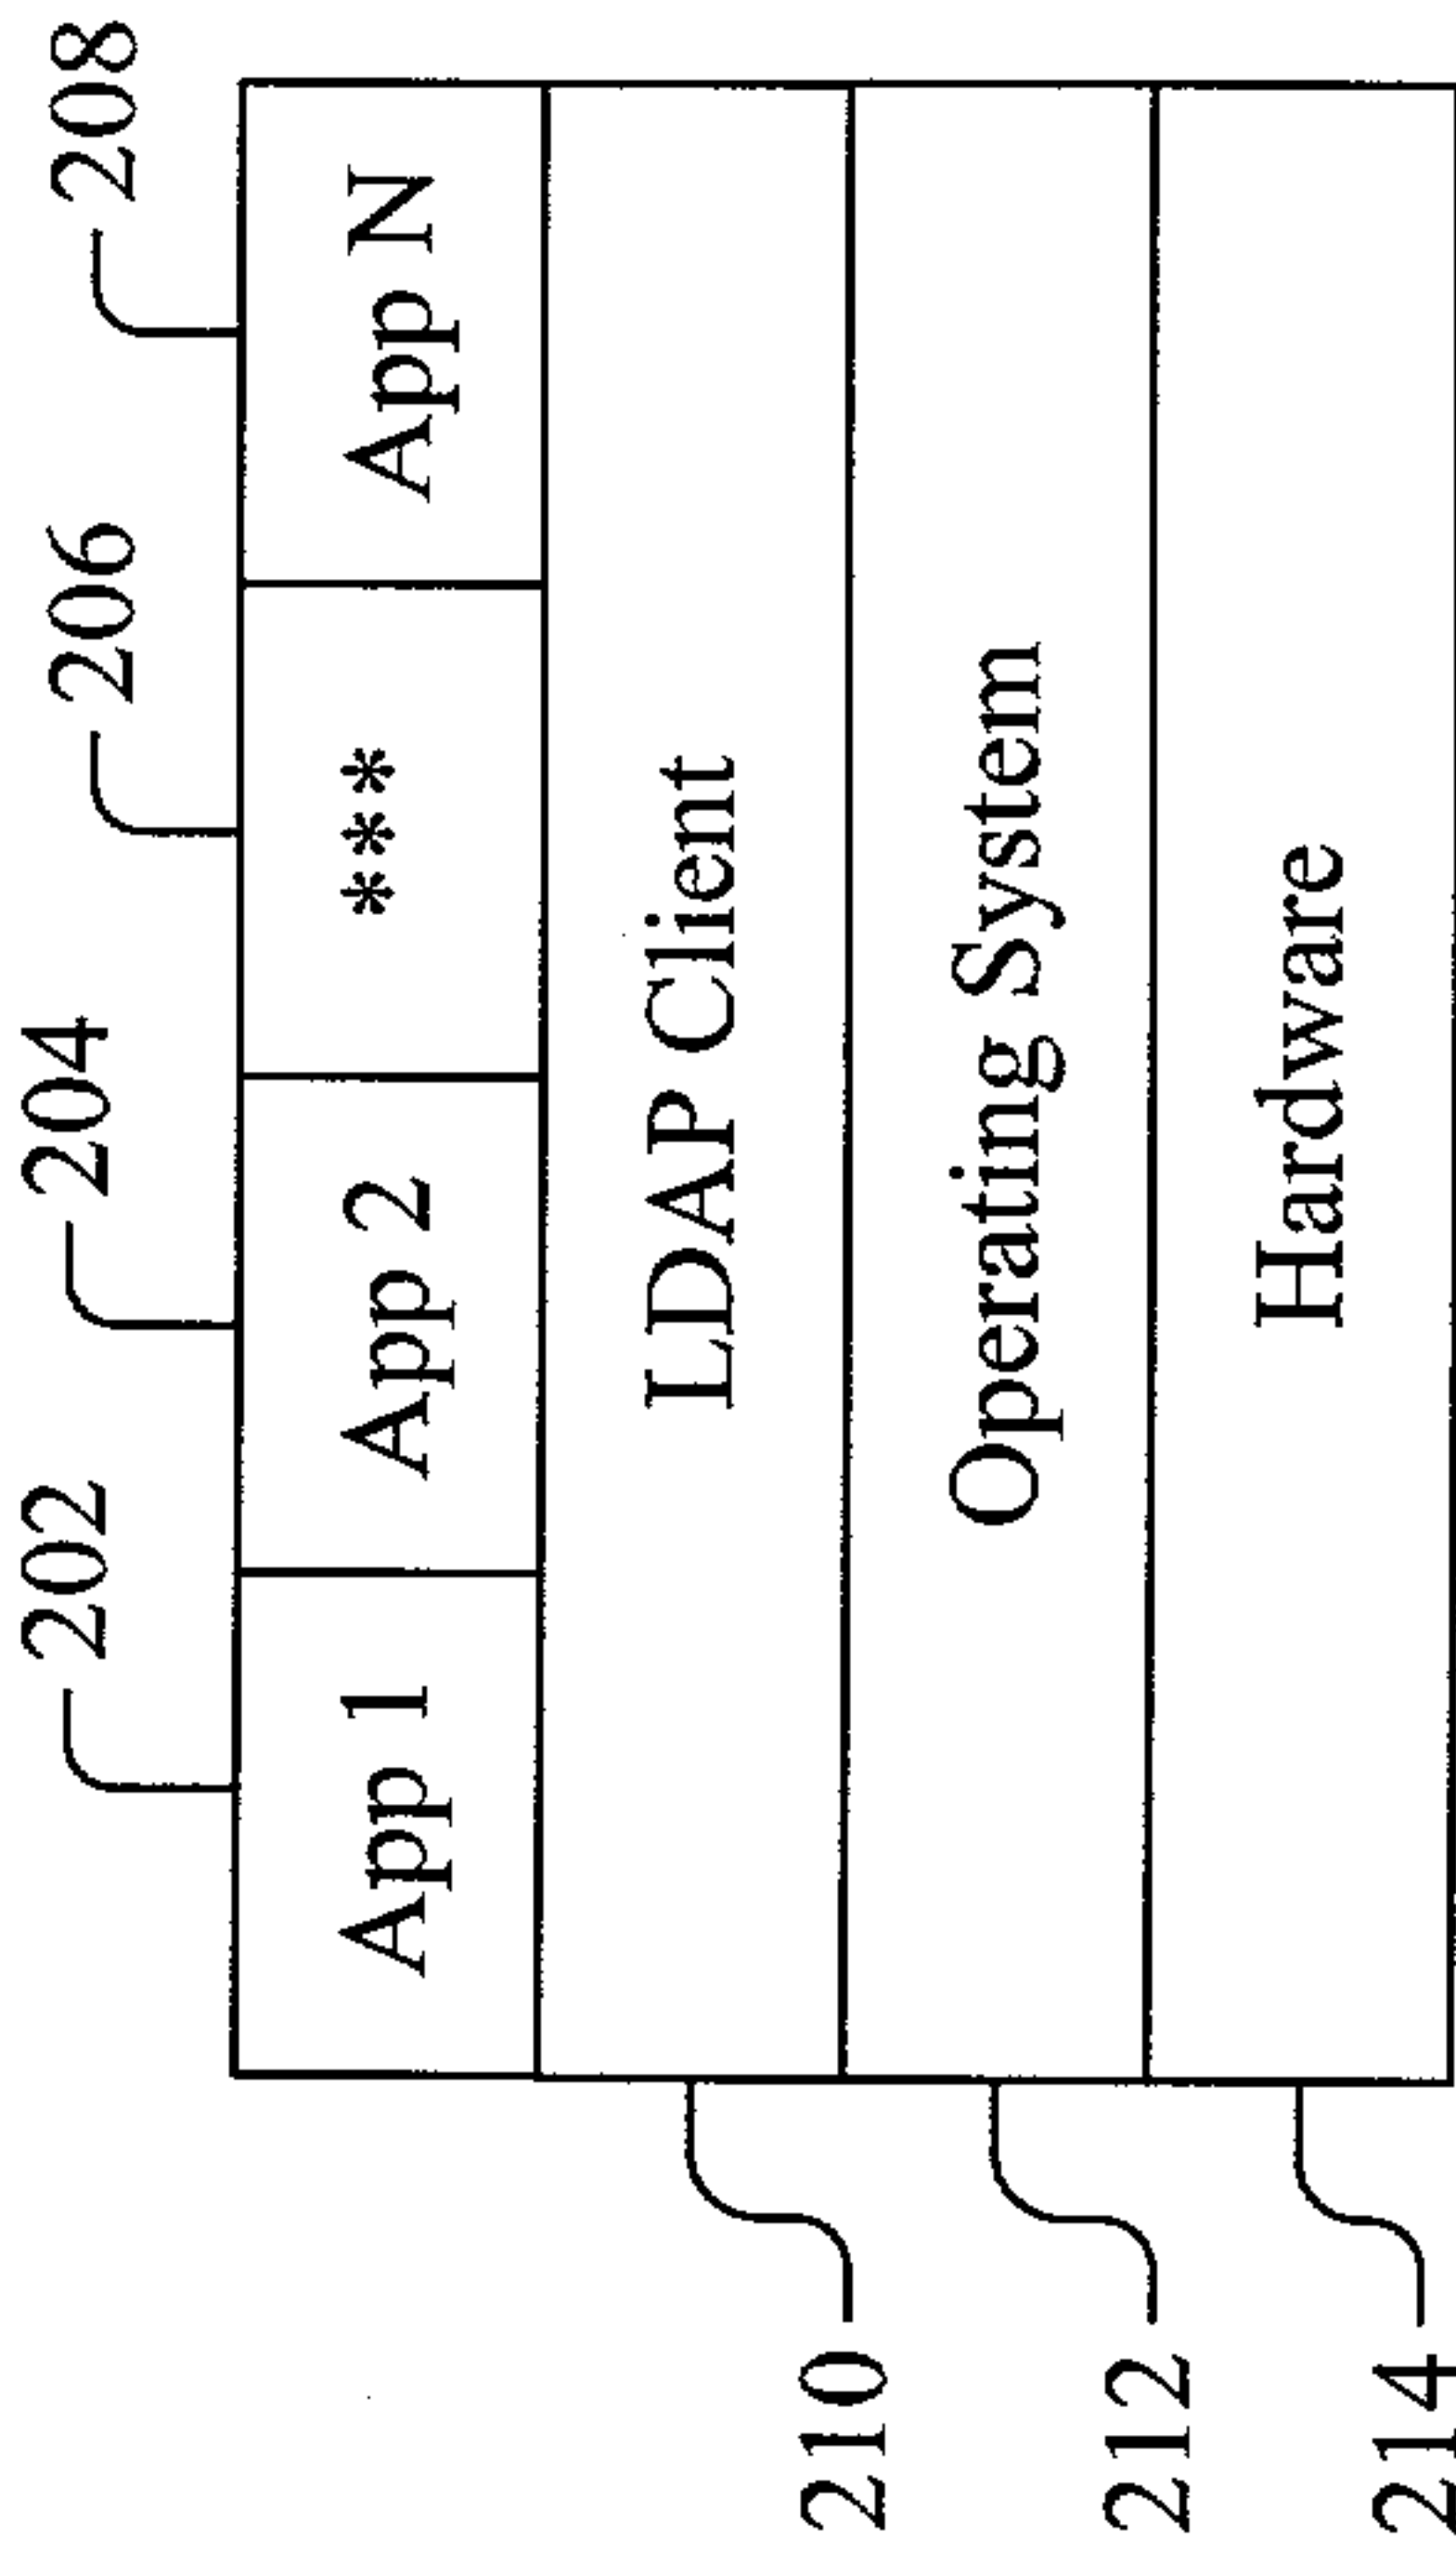 202 204 206 208
App 1 App 2 *** App N
LDAP Client
210
Operating System
212
Hardware
214